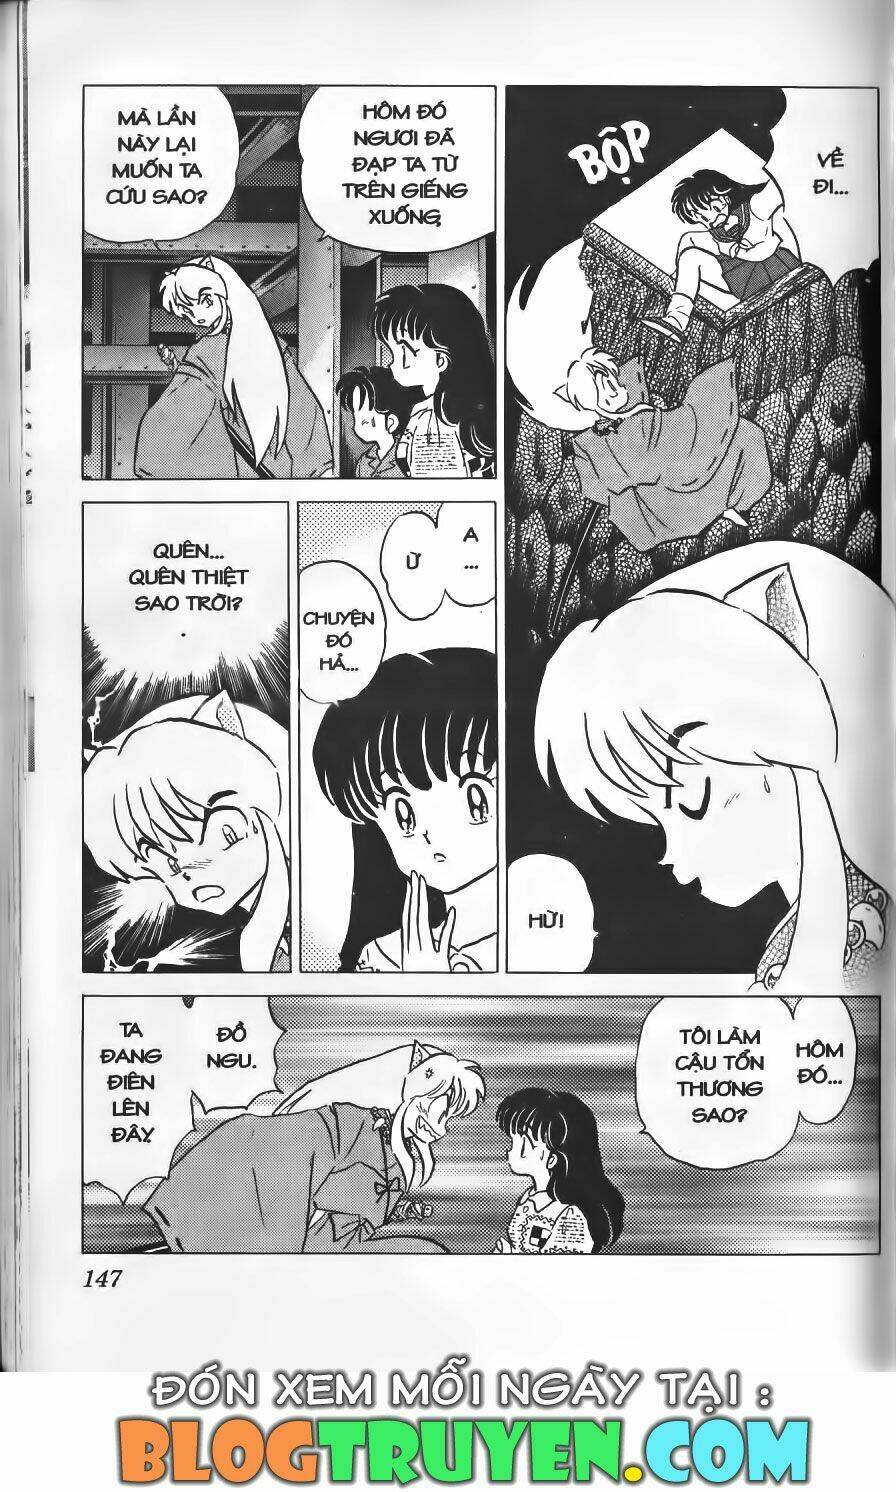 VỀ
ĐI...
BỘP
HỪ!
HÔM ĐÓ
NGƯƠI ĐÃ
ĐẠP TA TỪ
TRÊN GIẾNG
XUỐNG,
MÀ LẦN
NÀY LẠI
MUỐN TA
CỨU SAO?
A
...
Ừ
CHUYỆN
ĐÓ
HẢ...
QUÊN...
QUÊN THIỆT
SAO TRỜI?
HÔM
ĐÓ...
TÔI LÀM
CẬU TỔN
THƯƠNG
SAO?
ĐỒ
NGU.
TA
ĐANG
ĐIÊN
LÊN
ĐÂY.
147
ĐÓN XEM MỖI NGÀY TẠI :
BLOGTRUYEN.COM